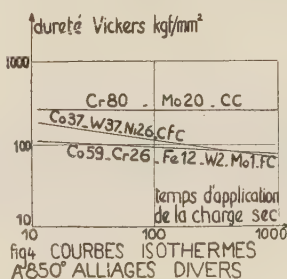 dureté Vickers kgf/mm²
1000
Cr80 - Mo20 - CC
Co37-W37-Ni26, CFC
100
Co59-Cr26-Fe12-W2-Mo1-FC
temps d'application
de la charge sec
10
10 100 1000
fig4 COURBES ISOTHERMES
A 850° ALLIAGES DIVERS